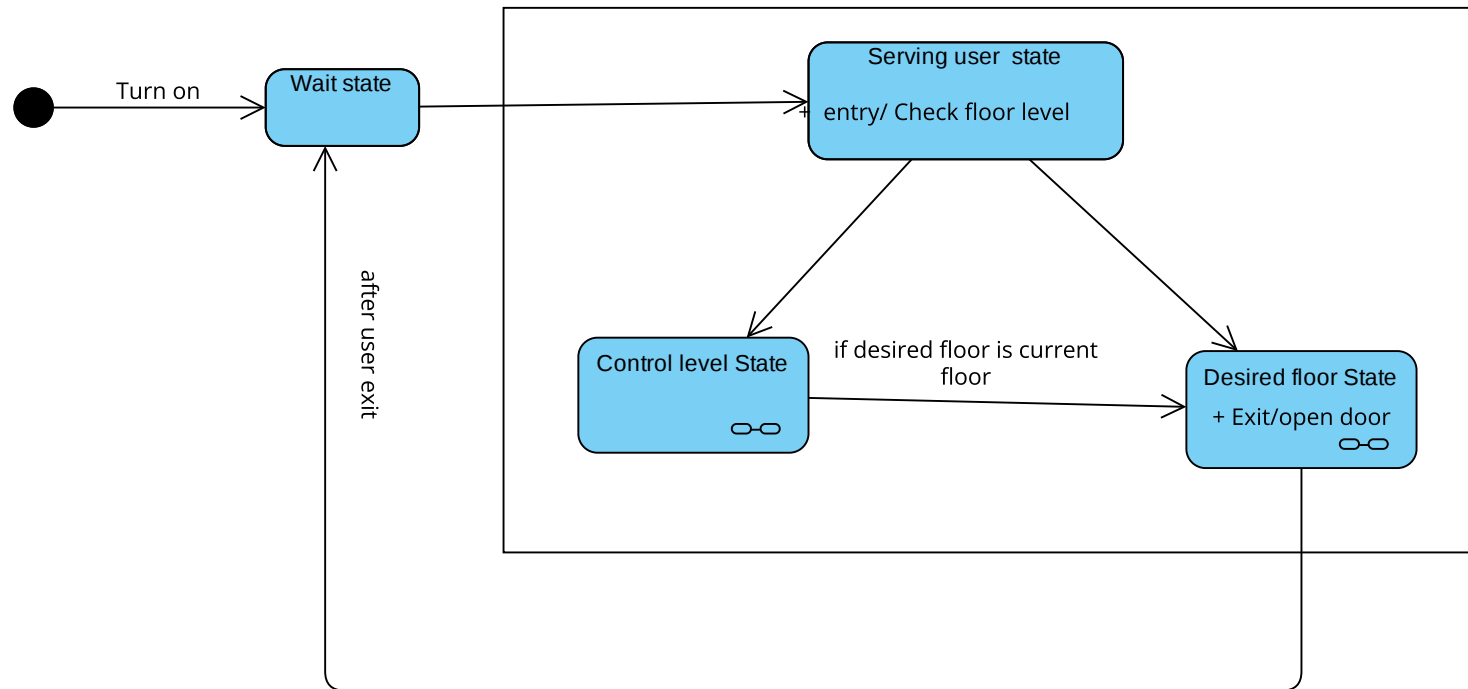 Turn on
Wait state
Serving user  state
+ entry/ Check floor level
after user exit
Control level State
if desired floor is current
floor
Desired floor State
+ Exit/open door